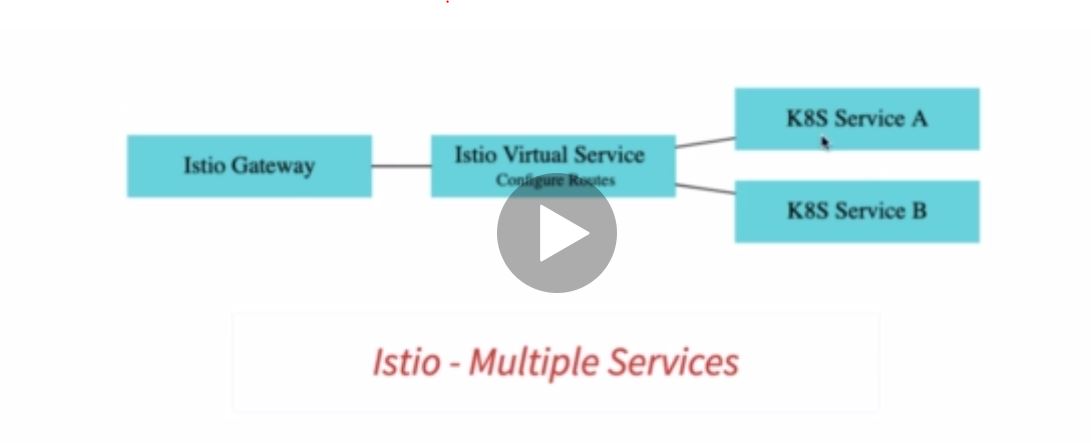 Istio Gateway
Istio Virtual Service
Configure Routes
K8S Service A
K8S Service B
Istio - Multiple Services